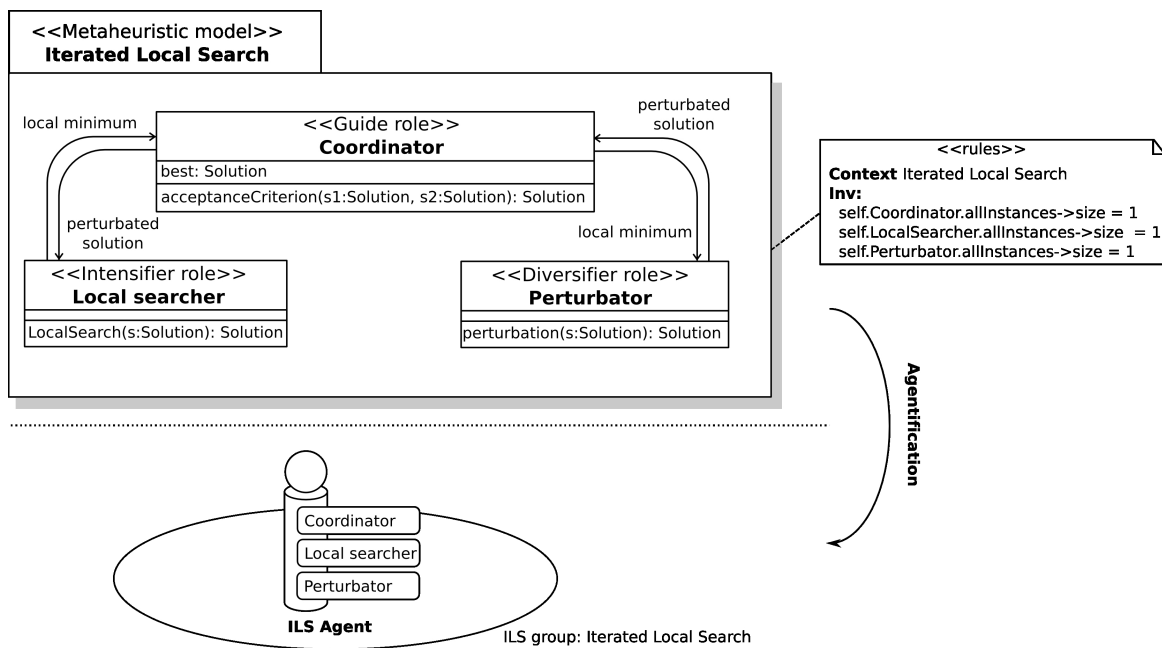 <<Metaheuristic model>>
Iterated Local Search
local minimum
perturbated
solution
<<Guide role>>
Coordinator
best: Solution
acceptanceCriterion(s1:Solution, s2:Solution): Solution
perturbated
solution
local minimum
<<Intensifier role>>
Local searcher
LocalSearch(s:Solution): Solution
<<Diversifier role>>
Perturbator
perturbation(s:Solution): Solution
<<rules>>
Context Iterated Local Search
Inv:
self.Coordinator.allInstances->size = 1
self.LocalSearcher.allInstances->size = 1
self.Perturbator.allInstances->size = 1
Agentification
Coordinator
Local searcher
Perturbator
ILS Agent
ILS group: Iterated Local Search